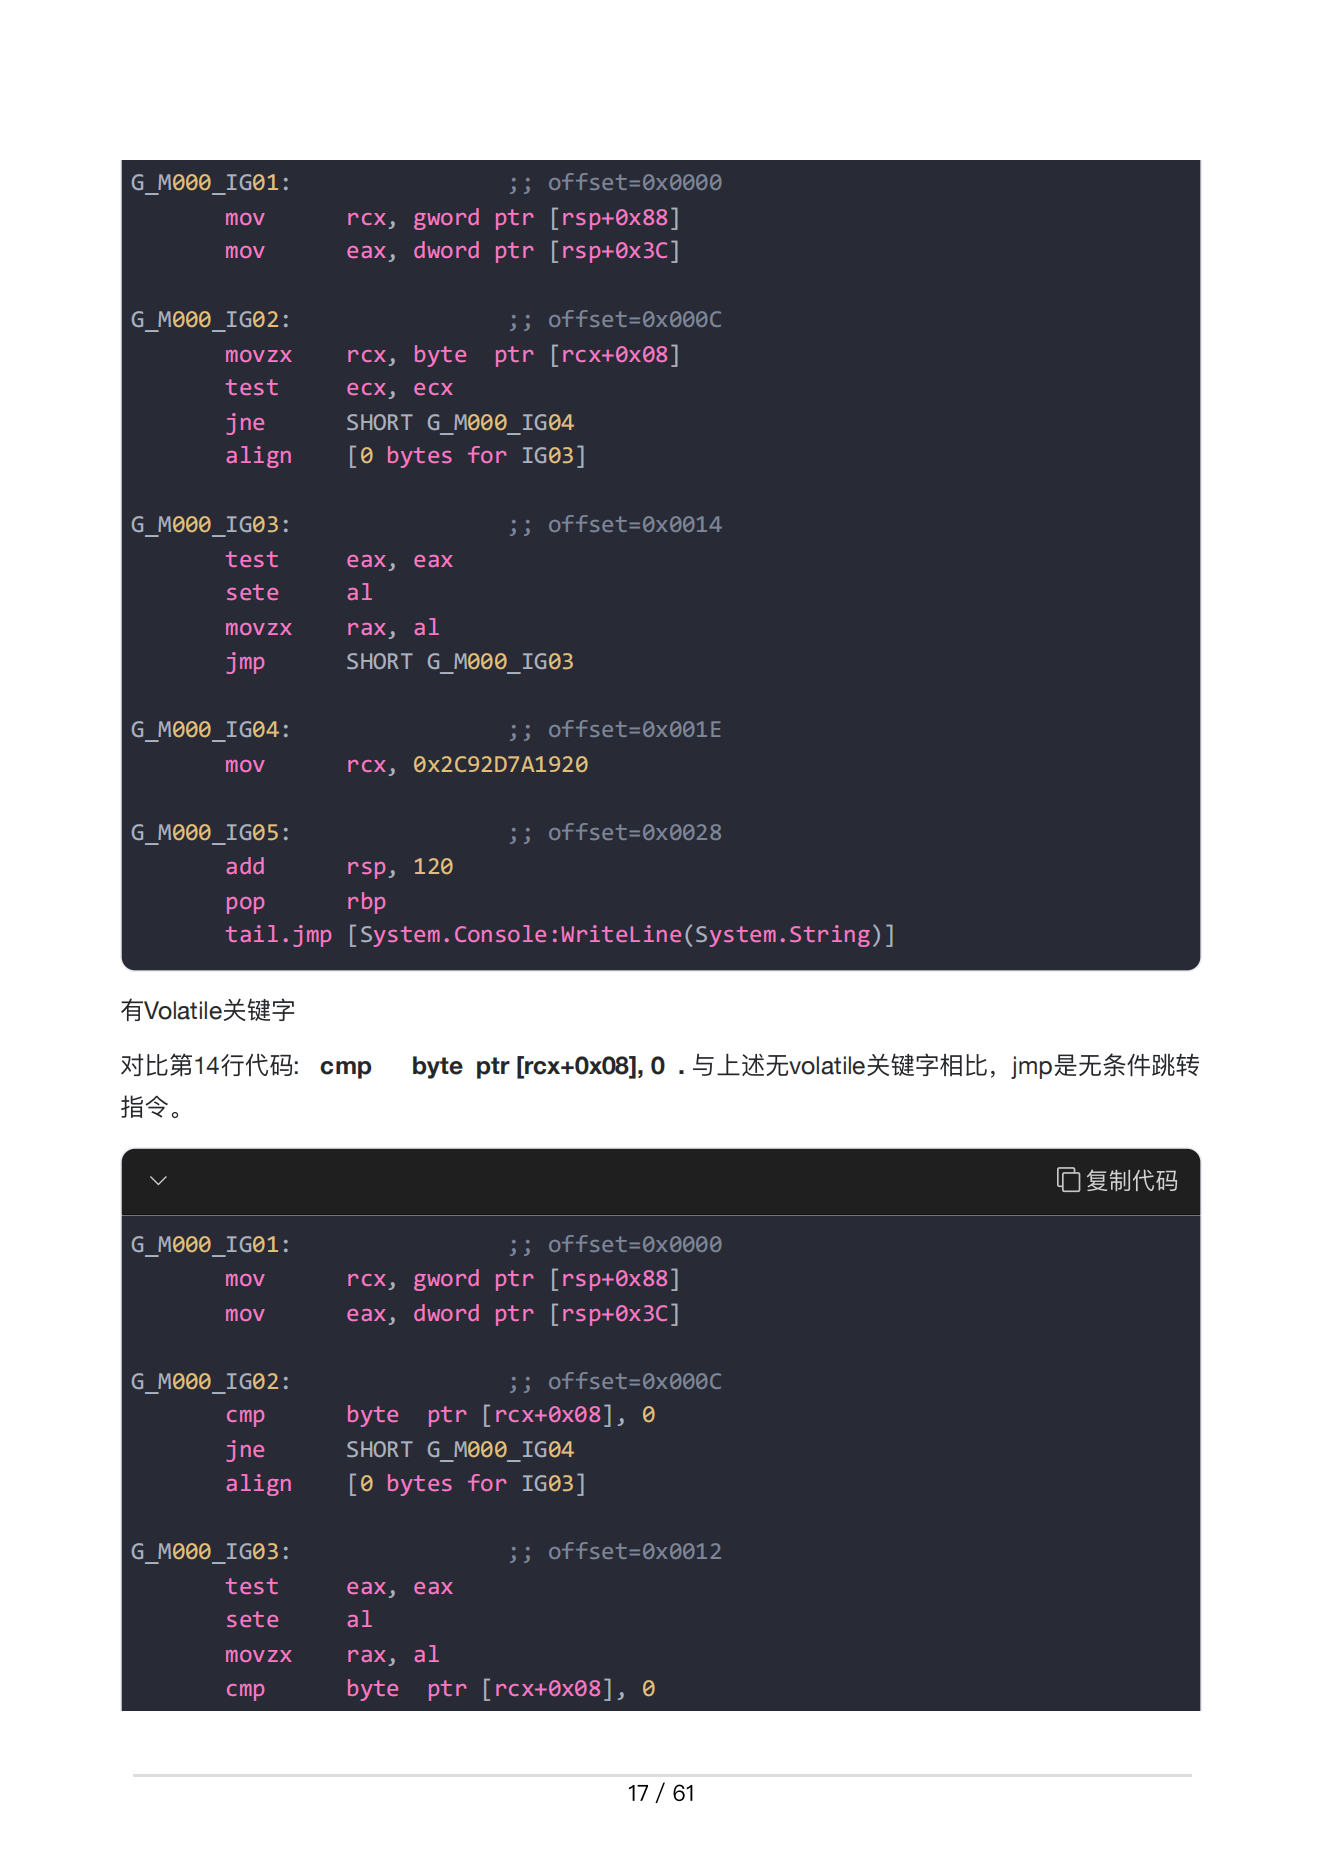 G_M000_IG01:                ;; offset=0x0000
       mov      rcx, gword ptr [rsp+0x88]
       mov      eax, dword ptr [rsp+0x3C]

G_M000_IG02:                ;; offset=0x000C
       movzx    rcx, byte  ptr [rcx+0x08]
       test     ecx, ecx
       jne      SHORT G_M000_IG04
       align    [0 bytes for IG03]

G_M000_IG03:                ;; offset=0x0014
       test     eax, eax
       sete     al
       movzx    rax, al
       jmp      SHORT G_M000_IG03

G_M000_IG04:                ;; offset=0x001E
       mov      rcx, 0x2C92D7A1920

G_M000_IG05:                ;; offset=0x0028
       add      rsp, 120
       pop      rbp
       tail.jmp [System.Console:WriteLine(System.String)]
有Volatile关键字
对比第14行代码:   cmp      byte  ptr [rcx+0x08], 0  . 与上述无volatile关键字相比，jmp是无条件跳转
指令。
复制代码
G_M000_IG01:                ;; offset=0x0000
       mov      rcx, gword ptr [rsp+0x88]
       mov      eax, dword ptr [rsp+0x3C]

G_M000_IG02:                ;; offset=0x000C
       cmp      byte  ptr [rcx+0x08], 0
       jne      SHORT G_M000_IG04
       align    [0 bytes for IG03]

G_M000_IG03:                ;; offset=0x0012
       test     eax, eax
       sete     al
       movzx    rax, al
       cmp      byte  ptr [rcx+0x08], 0
17 / 61